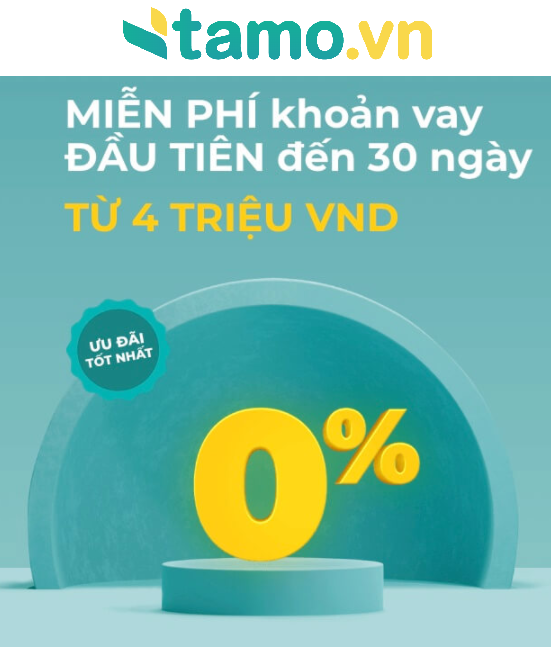 tamo.vn
MIỄN PHÍ khoản vay
ĐẦU TIÊN đến 30 ngày
TỪ 4 TRIỆU VND
ƯU ĐÃI
TỐT NHẤT
0%